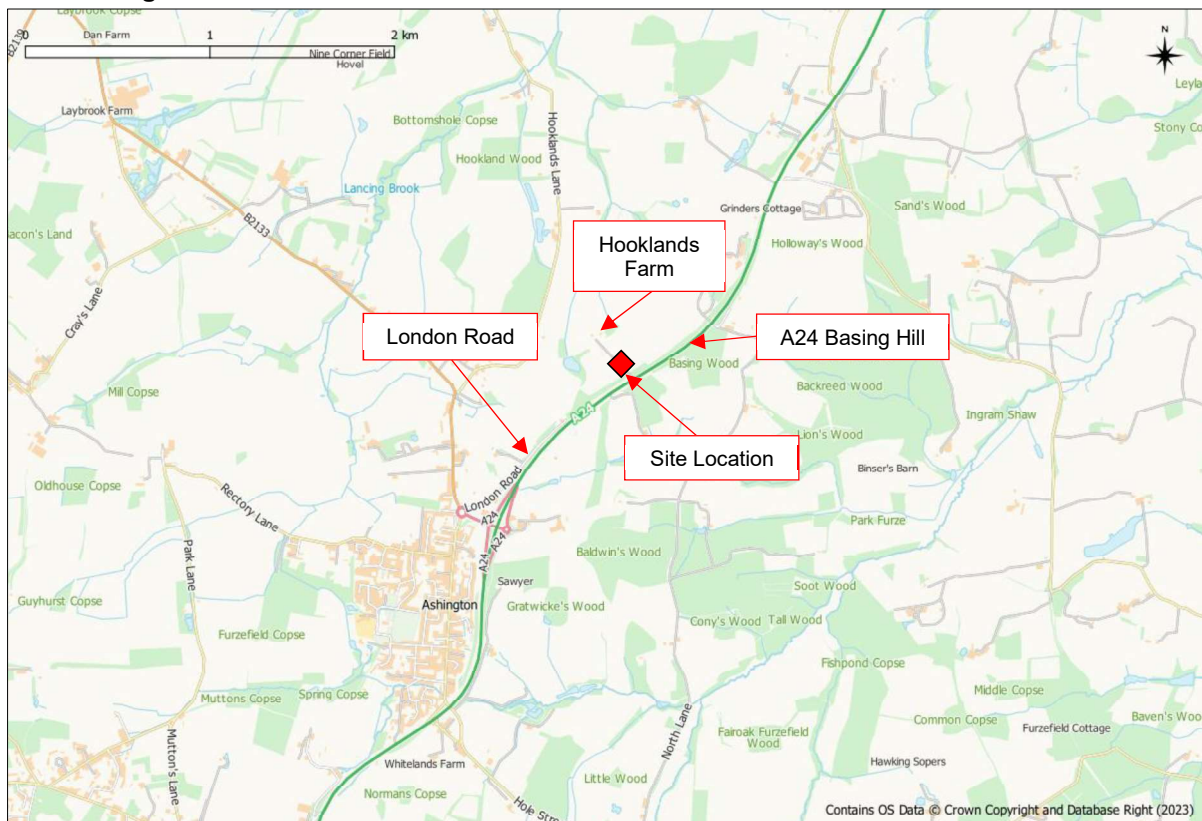 Laybrook Copse
B2139
0
1
2 km
Dan Farm
Nine Corner Field
Hovel
N
Laybrook Farm
Bottomshole Copse
Hooklands Lane
Hookland Wood
Stony Co
Lancing Brook
B2133
Grinders Cottage
Sand's Wood
Holloway's Wood
Hooklands
Farm
Cray's Lane
London Road
A24 Basing Hill
Basing Wood
Backreed Wood
Mill Copse
A24
Ingram Shaw
Lion's Wood
Site Location
Binser's Barn
Oldhouse Copse
Rectory Lane
London Road
A24
A24
A24
Park Furze
Park Lane
Baldwin's Wood
Sawyer
Soot Wood
Guyhurst Copse
Ashington
Gratwicke's Wood
Cony's Wood
Tall Wood
Furzefield Copse
Fishpond Copse
Muttons Copse
Spring Copse
Middle Copse
Common Copse
Baven's Woo
Furzefield Cottage
Mutton's Lane
North Lane
Fairoak Furzefield
Wood
Whitelands Farm
Hawking Sopers
Little Wood
Normans Copse
Hole Str
Contains OS Data © Crown Copyright and Database Right (2023)